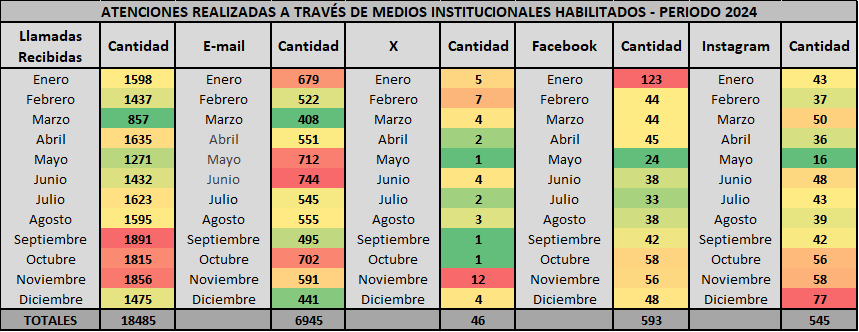 ATENCIONES REALIZADAS A TRAVÉS DE MEDIOS INSTITUCIONALES HABILITADOS - PERIODO 2024
Llamadas Recibidas Cantidad E-mail Cantidad X Cantidad Facebook Cantidad Instagram Cantidad
Enero 1598 Enero 679 Enero 5 Enero 123 Enero 43
Febrero 1437 Febrero 522 Febrero 7 Febrero 44 Febrero 37
Marzo 857 Marzo 408 Marzo 4 Marzo 44 Marzo 50
Abril 1635 Abril 551 Abril 2 Abril 45 Abril 36
Mayo 1271 Mayo 712 Mayo 1 Mayo 24 Mayo 16
Junio 1432 Junio 744 Junio 4 Junio 38 Junio 48
Julio 1623 Julio 545 Julio 2 Julio 33 Julio 43
Agosto 1595 Agosto 555 Agosto 3 Agosto 38 Agosto 39
Septiembre 1891 Septiembre 495 Septiembre 1 Septiembre 42 Septiembre 42
Octubre 1815 Octubre 702 Octubre 1 Octubre 58 Octubre 56
Noviembre 1856 Noviembre 591 Noviembre 12 Noviembre 56 Noviembre 58
Diciembre 1475 Diciembre 441 Diciembre 4 Diciembre 48 Diciembre 77
TOTALES 18485 6945 46 593 545